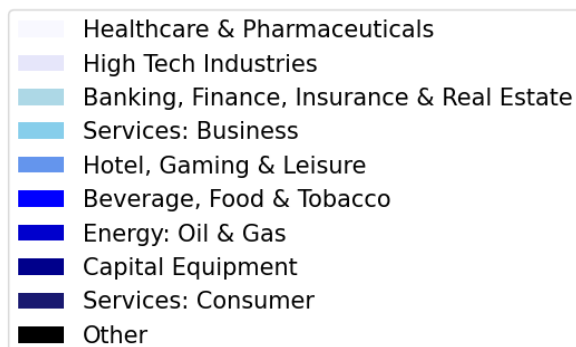 Healthcare & Pharmaceuticals
High Tech Industries
Banking, Finance, Insurance & Real Estate
Services: Business
Hotel, Gaming & Leisure
Beverage, Food & Tobacco
Energy: Oil & Gas
Capital Equipment
Services: Consumer
Other